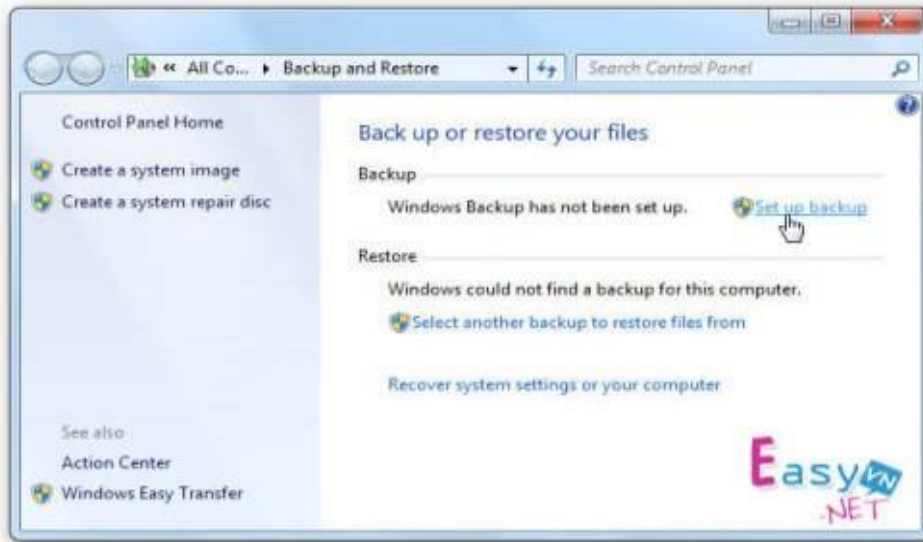 « All Co... ▸ Backup and Restore
Search Control Panel
Control Panel Home
Create a system image
Create a system repair disc
Back up or restore your files
Backup
Windows Backup has not been set up.
Set up backup
Restore
Windows could not find a backup for this computer.
Select another backup to restore files from
Recover system settings or your computer
See also
Action Center
Windows Easy Transfer
Easy VN
.NET